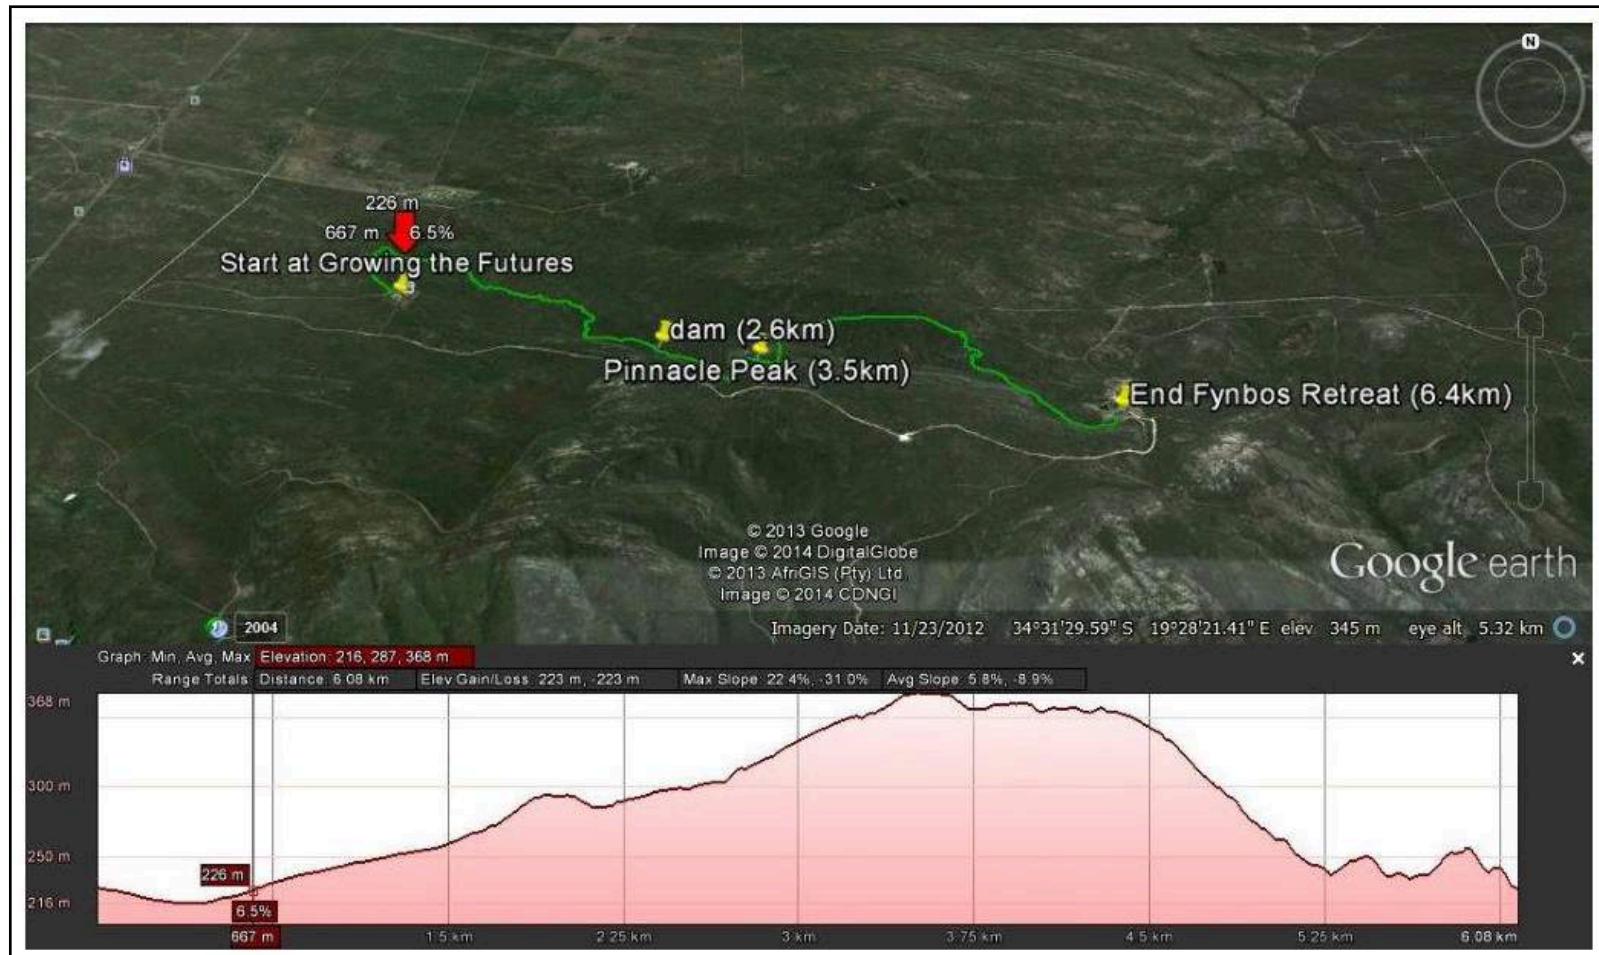 N
226 m
667 m 6.5%
Start at Growing the Futures
dam (2.6km)
Pinnacle Peak (3.5km)
End Fynbos Retreat (6.4km)
© 2013 Google
Image © 2014 DigitalGlobe
© 2013 AfriGIS (Pty) Ltd.
Image © 2014 CDNGI
Google earth
2004
Imagery Date: 11/23/2012 34°31'29.59" S 19°28'21.41" E elev 345 m eye alt 5.32 km
Graph: Min, Avg, Max Elevation: 216, 287, 368 m
Range Totals: Distance: 6.08 km Elev Gain/Loss: 223 m, -223 m Max Slope: 22.4%, -31.0% Avg Slope: 5.8%, -8.9%
368 m
300 m
250 m
226 m
216 m
6.5%
667 m 1.5 km 2.25 km 3 km 3.75 km 4.5 km 5.25 km 6.08 km